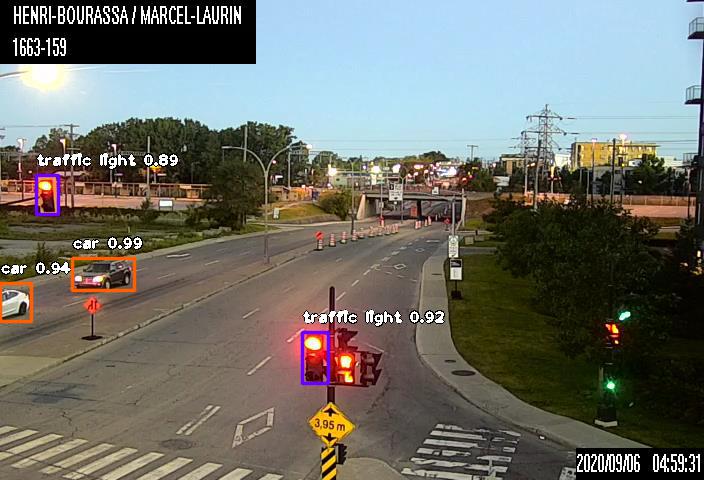 HENRI-BOURASSA / MARCEL-LAURIN
1663-159
traffic light 0.89
car 0.99
car 0.94
traffic light 0.92
3,95 m
2020/09/06 04:59:31